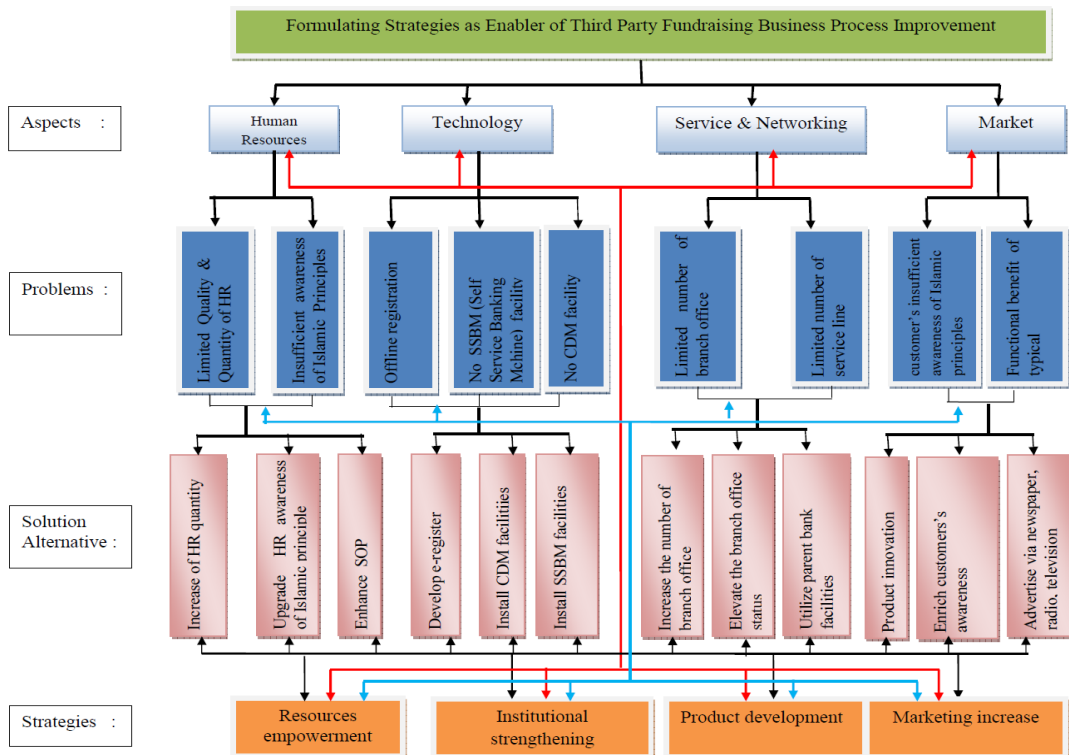 Formulating Strategies as Enabler of Third Party Fundraising Business Process Improvement
Aspects :
Human
Resources
Technology
Service & Networking
Market
Problems :
Limited Quality &
Quantity of HR
Insufficient awareness
of Islamic Principles
Offline registration
No SSBM (Self
Service Banking
Mchine) facility
No CDM facility
Limited number of
branch office
Limited number of
service line
customer's insufficient
awareness of Islamic
principles
Functional benefit of
typical
Solution
Alternative :
Increase of HR quantity
Upgrade HR awareness
of Islamic principle
Enhance SOP
Develop e-register
Install CDM facilitiies
Install SSBM facilities
Increase the number of
branch office
Elevate the branch office
status
Utilize parent bank
facilities
Product innovation
Enrich customers's
awareness
Advertise via newspaper,
radio, television
Strategies :
Resources
empowerment
Institutional
strengthening
Product development
Marketing increase